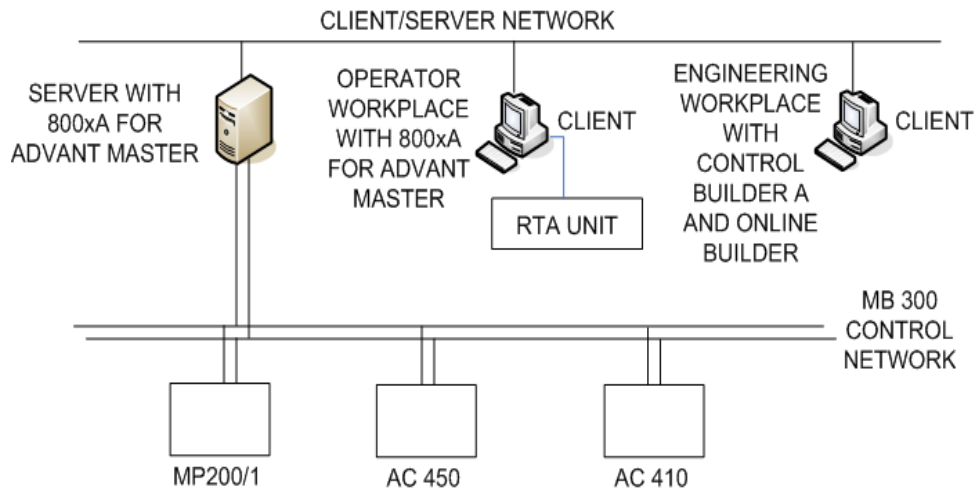 CLIENT/SERVER NETWORK
SERVER WITH
800xA FOR
ADVANT MASTER
OPERATOR
WORKPLACE
WITH 800xA
FOR ADVANT
MASTER
CLIENT
RTA UNIT
ENGINEERING
WORKPLACE
WITH
CONTROL
BUILDER A
AND ONLINE
BUILDER
CLIENT
MB 300
CONTROL
NETWORK
MP200/1
AC 450
AC 410